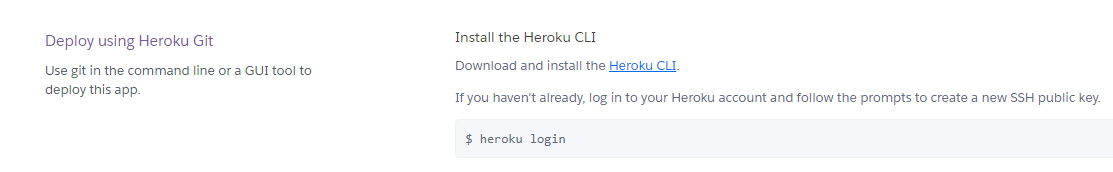 Deploy using Heroku Git
Use git in the command line or a GUI tool to
deploy this app.
Install the Heroku CLI
Download and install the Heroku CLI.
If you haven't already, log in to your Heroku account and follow the prompts to create a new SSH public key.
$ heroku login